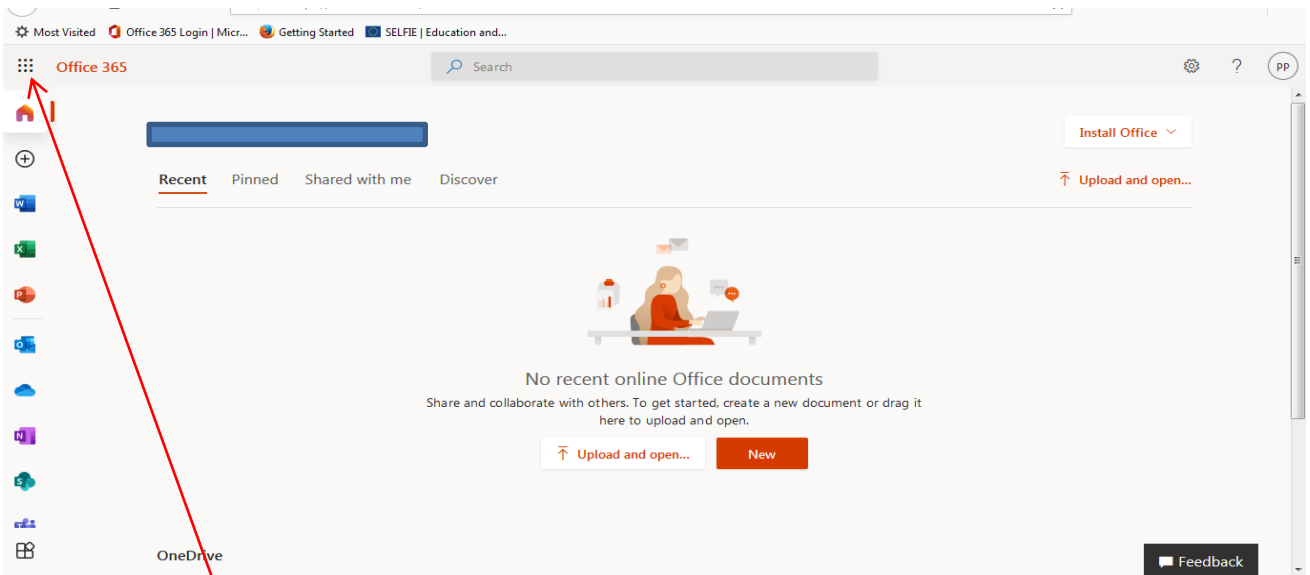 Most Visited Office 365 Login | Micr... Getting Started SELFIE | Education and...
Office 365 Search ? PP
Install Office
Recent Pinned Shared with me Discover Upload and open...
No recent online Office documents
Share and collaborate with others. To get started, create a new document or drag it
here to upload and open.
Upload and open... New
OneDrive
Feedback